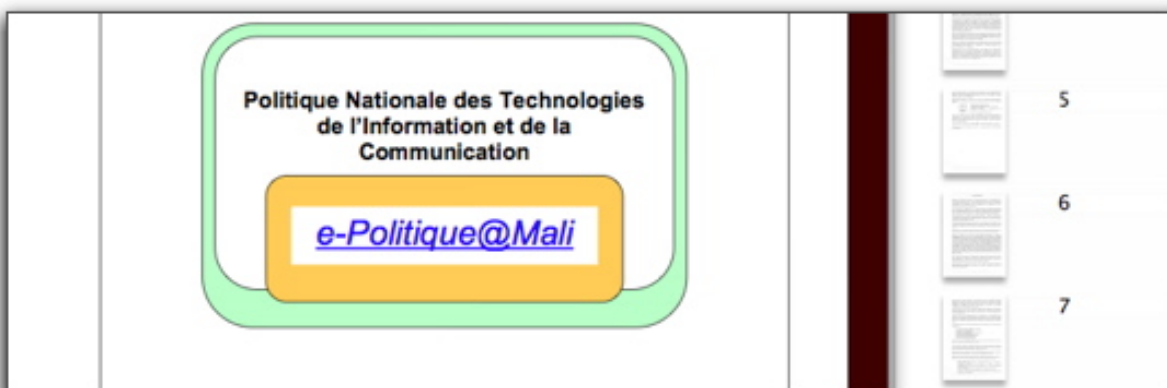 Politique Nationale des Technologies
de l'Information et de la
Communication
e-Politique@Mali
5
6
7